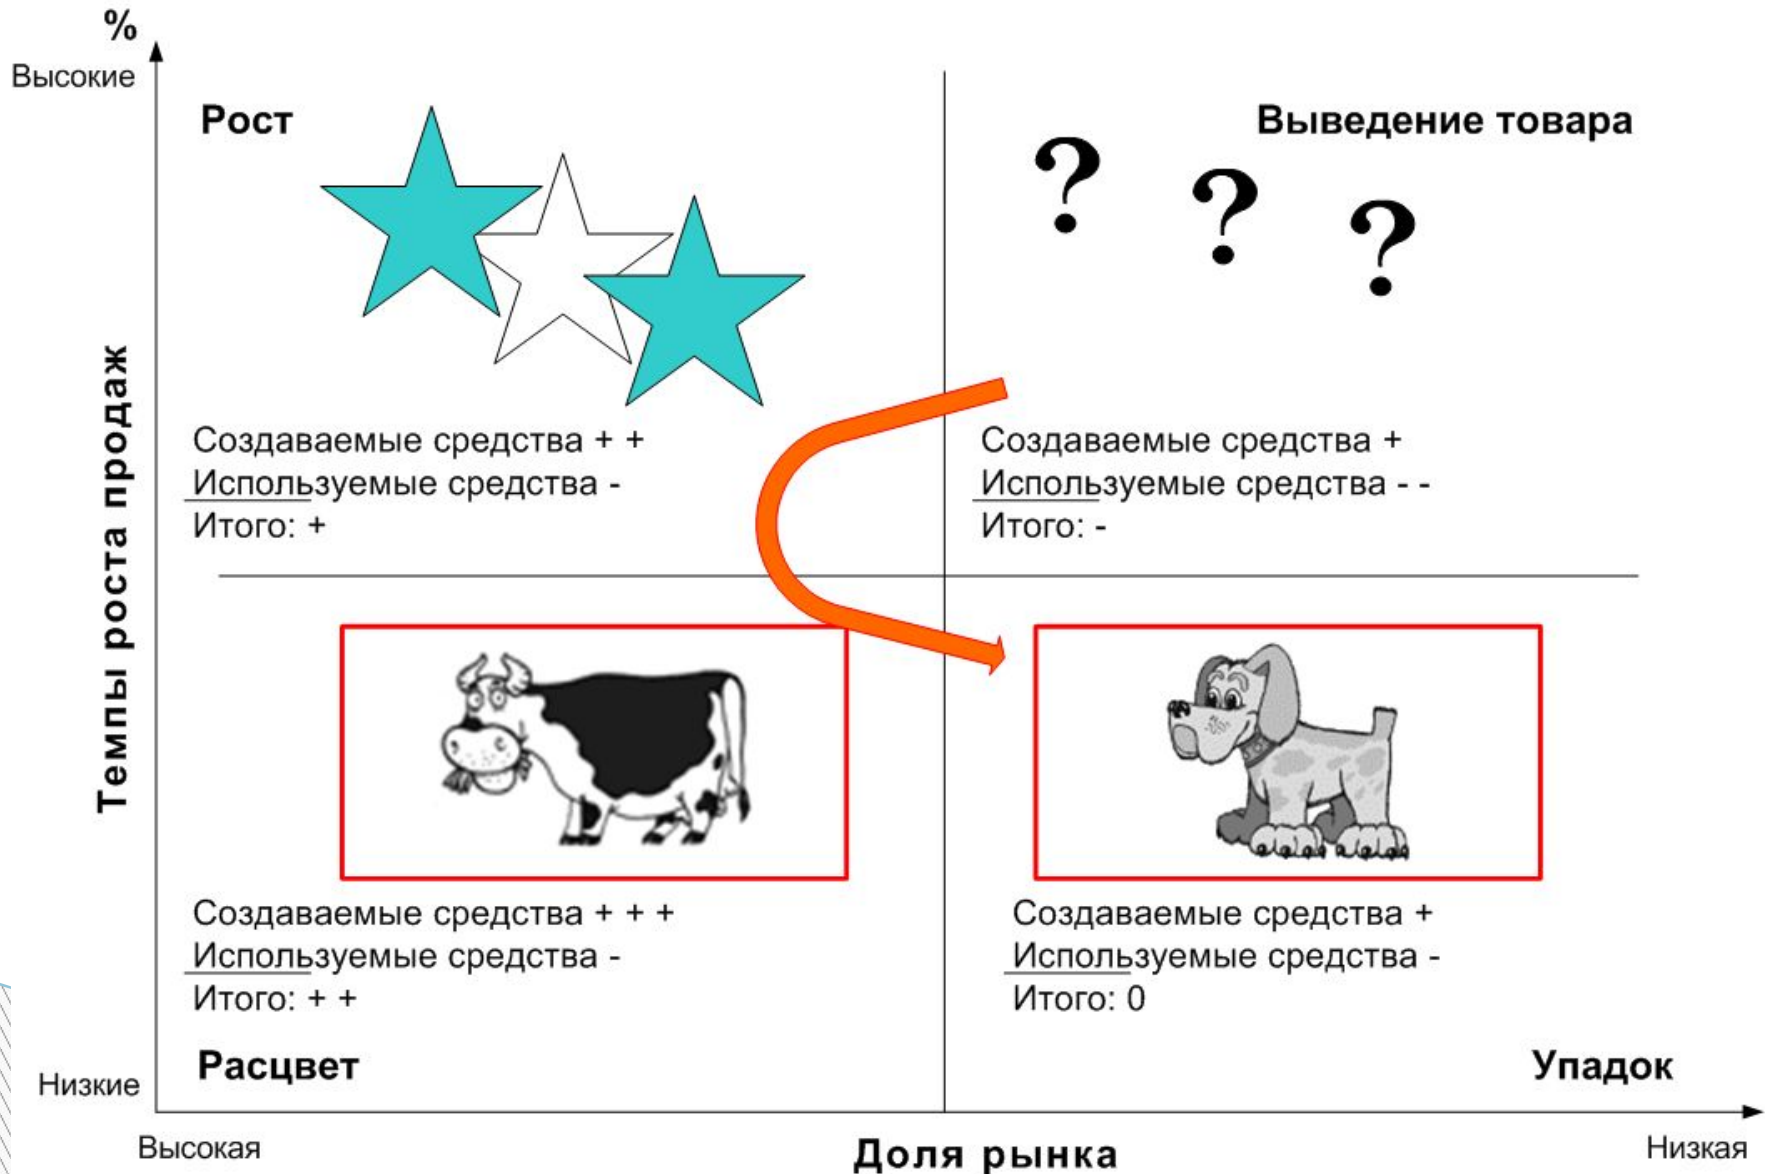 %
Высокие
Рост
Выведение товара
? ? ?
Темпы роста продаж
Создаваемые средства + +
Используемые средства -
Итого: +
Создаваемые средства +
Используемые средства - -
Итого: -
Создаваемые средства + + +
Используемые средства -
Итого: + +
Создаваемые средства +
Используемые средства -
Итого: 0
Расцвет
Упадок
Низкие
Высокая
Доля рынка
Низкая